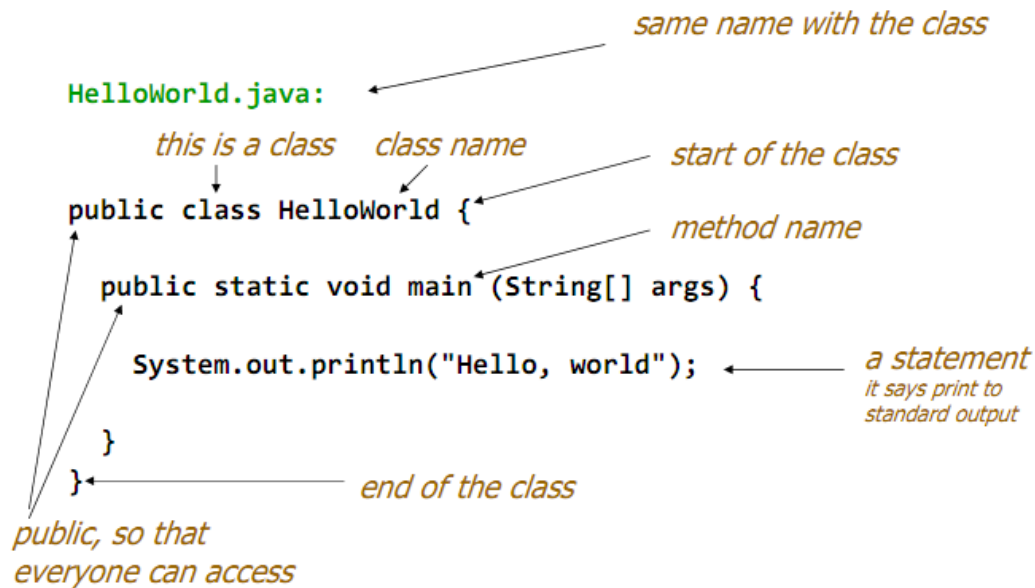 same name with the class
HelloWorld.java:
this is a class class name
start of the class
public class HelloWorld {
method name
public static void main (String[] args) {
System.out.println("Hello, world");
a statement
it says print to
standard output
}
}
end of the class
public, so that
everyone can access